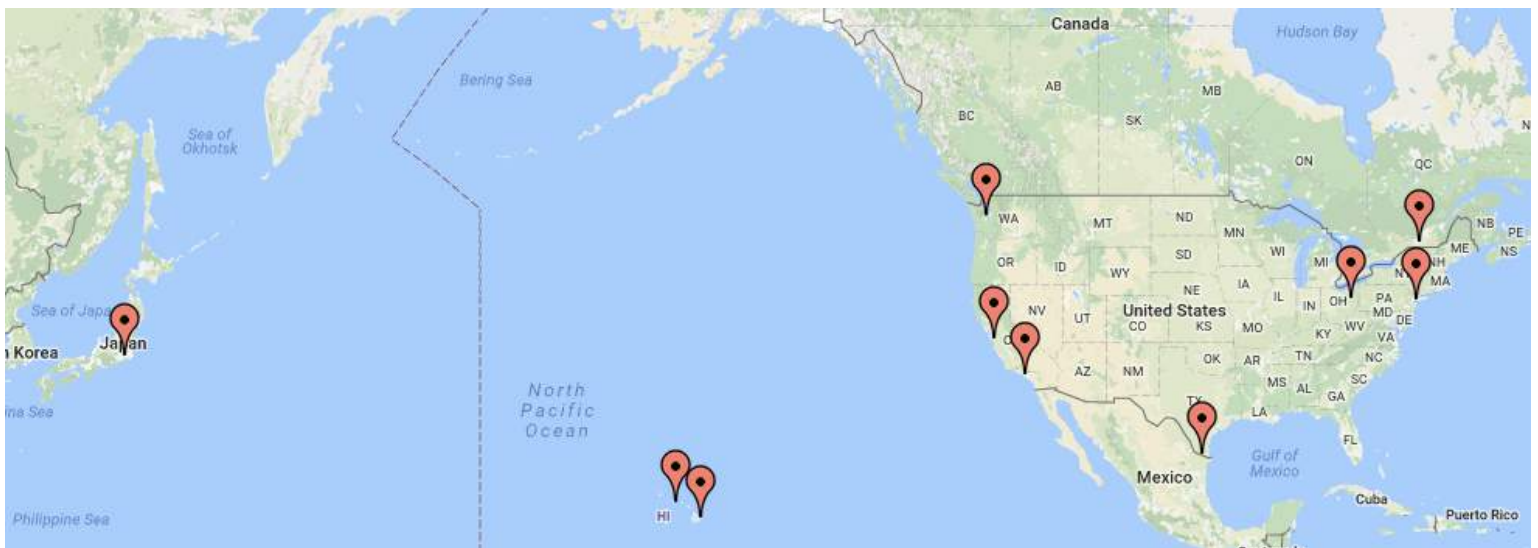 Canada
Hudson Bay
Bering Sea
AB
MB
BC
SK
Sea of
Okhotsk
ON
QC
WA
MT
ND
MN
NB
PE
NS
ME
OR
ID
SD
WI
MI
NH
WY
MA
Sea of Japa
NV
NE
IA
IL
IN
OH
PA
MD
DE
UT
United States
CO
KS
MO
KY
WV
VA
n Korea
Japan
AZ
NM
OK
AR
TN
NC
MS
AL
SC
GA
North
Pacific
Ocean
ina Sea
TX
LA
FL
Gulf of
Mexico
Mexico
Cuba
Puerto Rico
HI
Philippine Sea